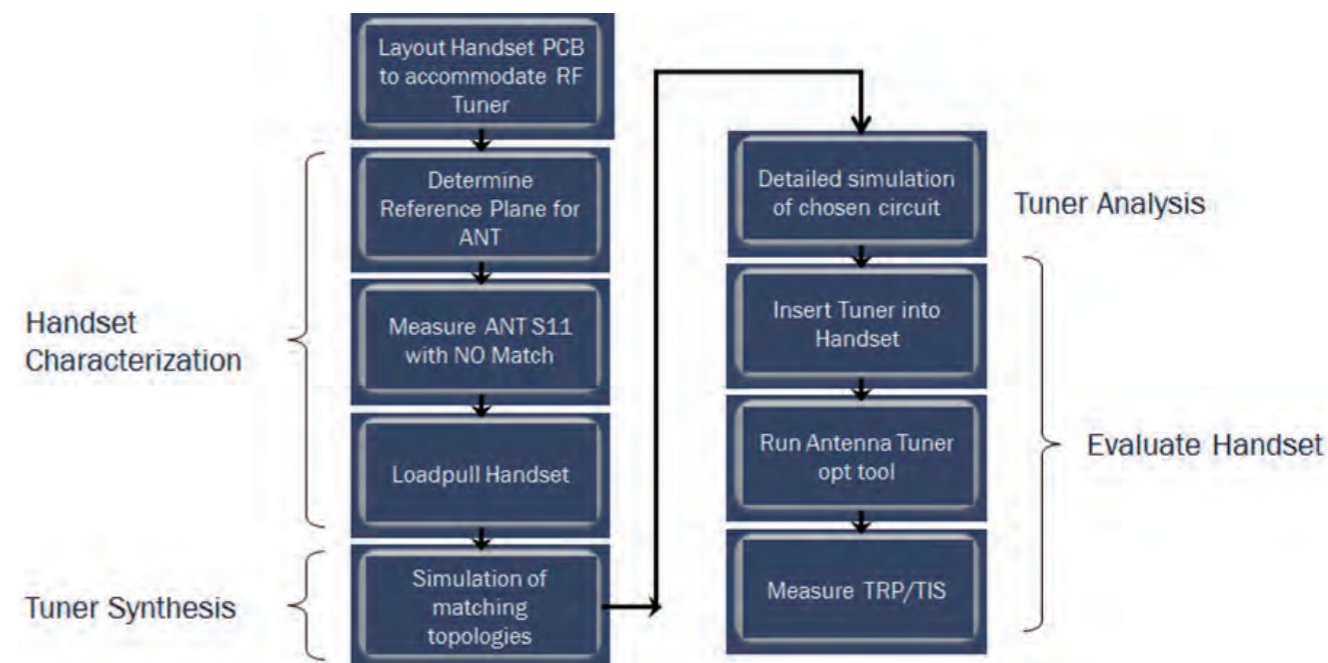 Layout Handset PCB
to accommodate RF
Tuner
Handset
Characterization
Determine
Reference Plane for
ANT
Measure ANT S11
with NO Match
Loadpull Handset
Tuner Synthesis
Simulation of
matching
topologies
Detailed simulation
of chosen circuit
Tuner Analysis
Insert Tuner into
Handset
Run Antenna Tuner
opt tool
Measure TRP/TIS
Evaluate Handset